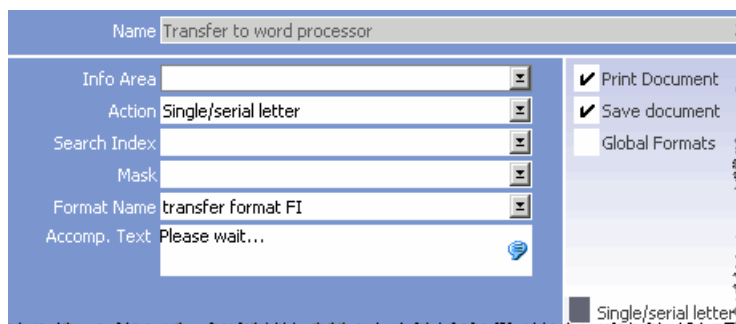 Name Transfer to word processor
Info Area
Print Document
Action Single/serial letter
Save document
Search Index
Global Formats
Mask
Format Name transfer format FI
Accomp. Text Please wait...
Single/serial letter